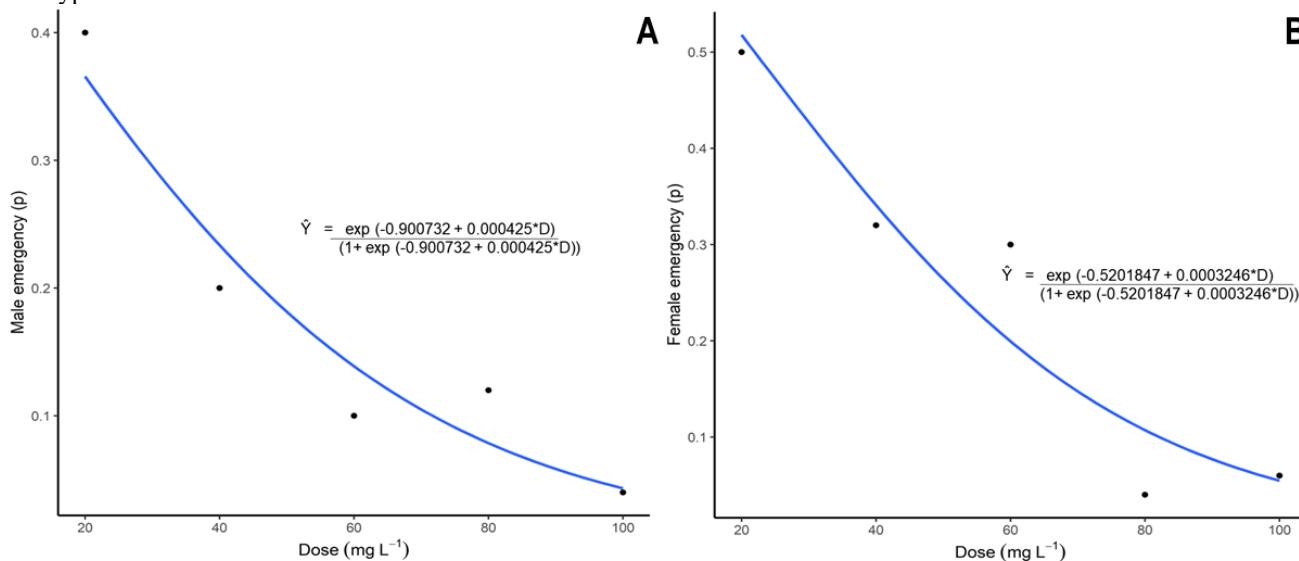 A
0.4
0.3
0.2
0.1
Male emergency (p)
Ŷ = exp (-0.900732 + 0.000425*D)
(1+ exp (-0.900732 + 0.000425*D))
20 40 60 80 100
Dose (mg L⁻¹)
B
0.5
0.4
0.3
0.2
0.1
Female emergency (p)
Ŷ = exp (-0.5201847 + 0.0003246*D)
(1+ exp (-0.5201847 + 0.0003246*D))
20 40 60 80 100
Dose (mg L⁻¹)